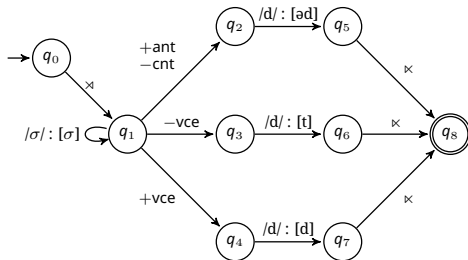 q2 /d/ : [əd] q5
+ant
−cnt
q0
⋊
⋉
/σ/ : [σ] q1 −vce q3 /d/ : [t] q6 ⋉ q8
+vce
⋉
q4 /d/ : [d] q7